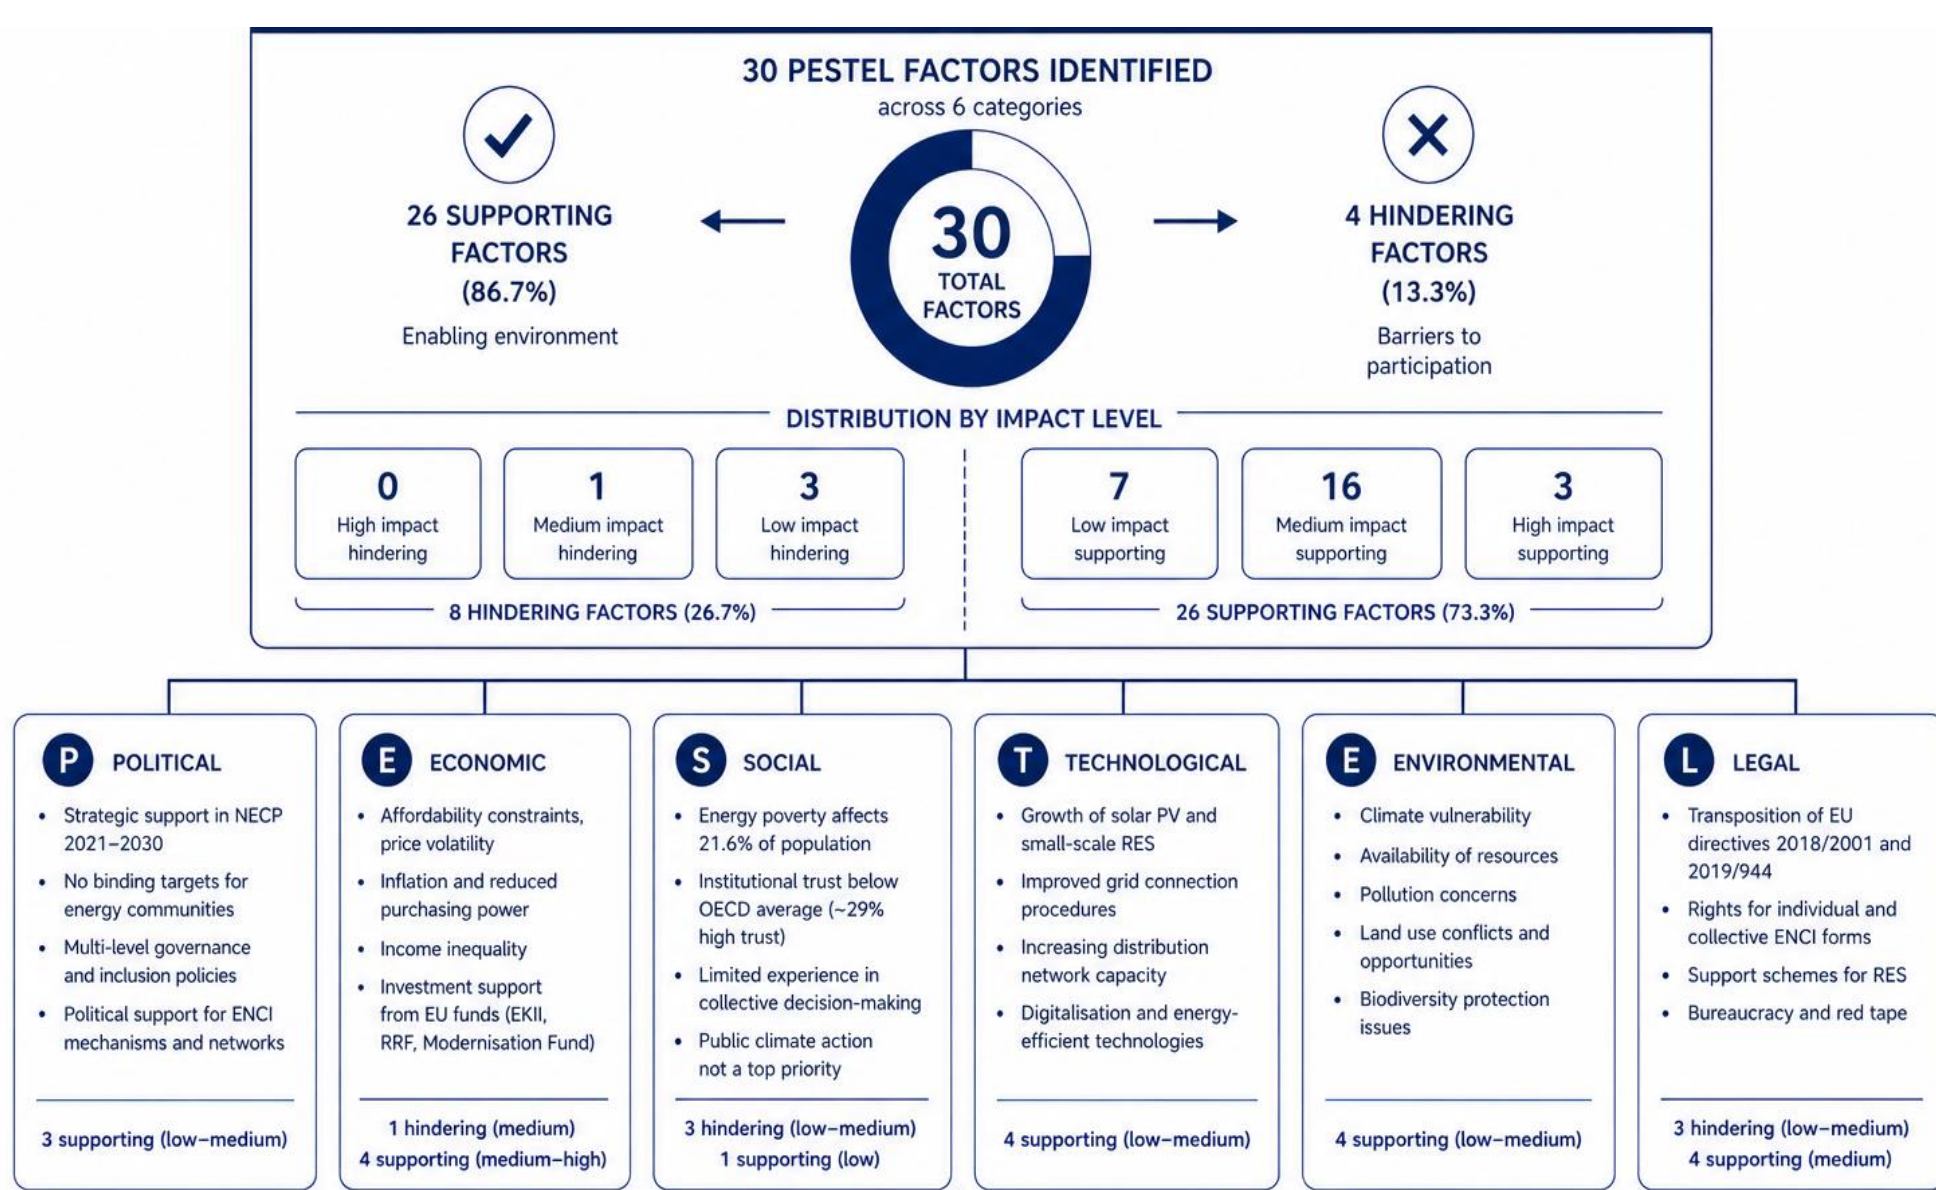 30 PESTEL FACTORS IDENTIFIED
across 6 categories
26 SUPPORTING
FACTORS
(86.7%)
Enabling environment
30
TOTAL
FACTORS
4 HINDERING
FACTORS
(13.3%)
Barriers to
participation
DISTRIBUTION BY IMPACT LEVEL
0
High impact
hindering
1
Medium impact
hindering
3
Low impact
hindering
7
Low impact
supporting
16
Medium impact
supporting
3
High impact
supporting
8 HINDERING FACTORS (26.7%)
26 SUPPORTING FACTORS (73.3%)
P POLITICAL
• Strategic support in NECP
2021–2030
• No binding targets for
energy communities
• Multi-level governance
and inclusion policies
• Political support for ENCI
mechanisms and networks
3 supporting (low–medium)
E ECONOMIC
• Affordability constraints,
price volatility
• Inflation and reduced
purchasing power
• Income inequality
• Investment support
from EU funds (EKII,
RRF, Modernisation Fund)
1 hindering (medium)
4 supporting (medium–high)
S SOCIAL
• Energy poverty affects
21.6% of population
• Institutional trust below
OECD average (~29%
high trust)
• Limited experience in
collective decision-making
• Public climate action
not a top priority
3 hindering (low–medium)
1 supporting (low)
T TECHNOLOGICAL
• Growth of solar PV and
small-scale RES
• Improved grid connection
procedures
• Increasing distribution
network capacity
• Digitalisation and energy-
efficient technologies
4 supporting (low–medium)
E ENVIRONMENTAL
• Climate vulnerability
• Availability of resources
• Pollution concerns
• Land use conflicts and
opportunities
• Biodiversity protection
issues
4 supporting (low–medium)
L LEGAL
• Transposition of EU
directives 2018/2001 and
2019/944
• Rights for individual and
collective ENCI forms
• Support schemes for RES
• Bureaucracy and red tape
3 hindering (low–medium)
4 supporting (medium)